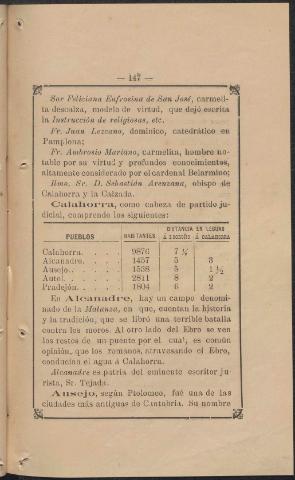 — 147 —
Sor Feliciana Eufrosina de San José, carmeli-
ta descalza, modelo de virtud, que dejó escrita
la Instrucción de religiosas, etc.
Fr. Juan Lezcano, dominico, catedrático en
Pamplona;
Fr. Ambrosio Mariano, carmelita, hombre no-
table por su virtud y profundos conocimientos,
altamente considerado por el cardenal Belarmino;
Ilmo. Sr. D. Sebastián Arenzana, obispo de
Calahorra y la Calzada.
Calahorra, como cabeza de partido ju-
dicial, comprende los siguientes:
PUEBLOS HABITANTES DISTANCIA EN LEGUAS
Á LOGROÑO Á CALAHORRA
Calahorra. . . . . 9876 7 ¼
Alcanadre. . . . . 1457 5 3
Ausejo. . . . . 1538 5 1 ½
Autol. . . . . 2811 8 2
Pradejón. . . . . 1804 6 2
En Alcanadre, hay un campo denomi-
nado de la Matanza, en que, cuentan la historia
y la tradición, que se libró una terrible batalla
contra los moros. Al otro lado del Ebro se ven
los restos de un puente por el cual, es común
opinión, que los romanos, atravesando el Ebro,
conducían el agua á Calahorra.
Alcanadre es patria del eminente escritor ju-
rista, Sr. Tejada.
Ausejo, según Ptolomeo, fué una de las
ciudades más antiguas de Cantabria. Su nombre